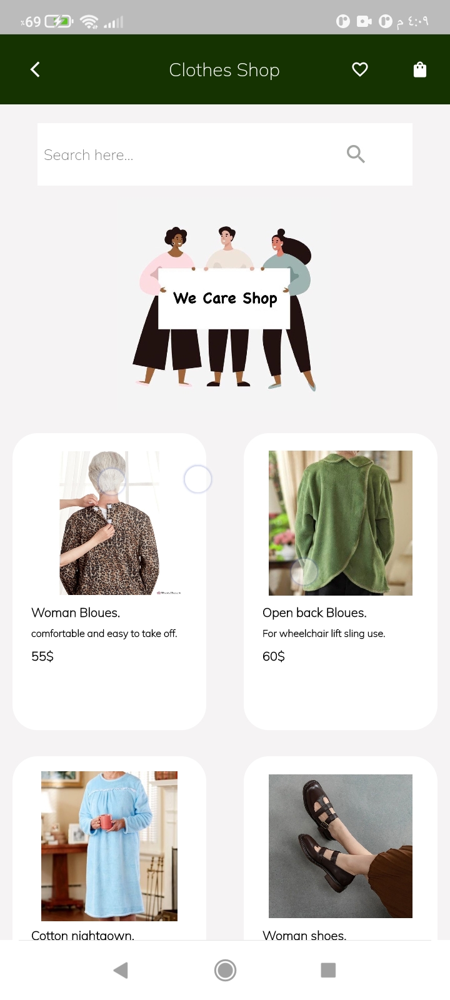 ٪69
م ٤:٠٩
Clothes Shop
Search here...
We Care Shop
Woman Bloues.
comfortable and easy to take off.
55$
Open back Bloues.
For wheelchair lift sling use.
60$
Cotton nightgown.
Woman shoes.